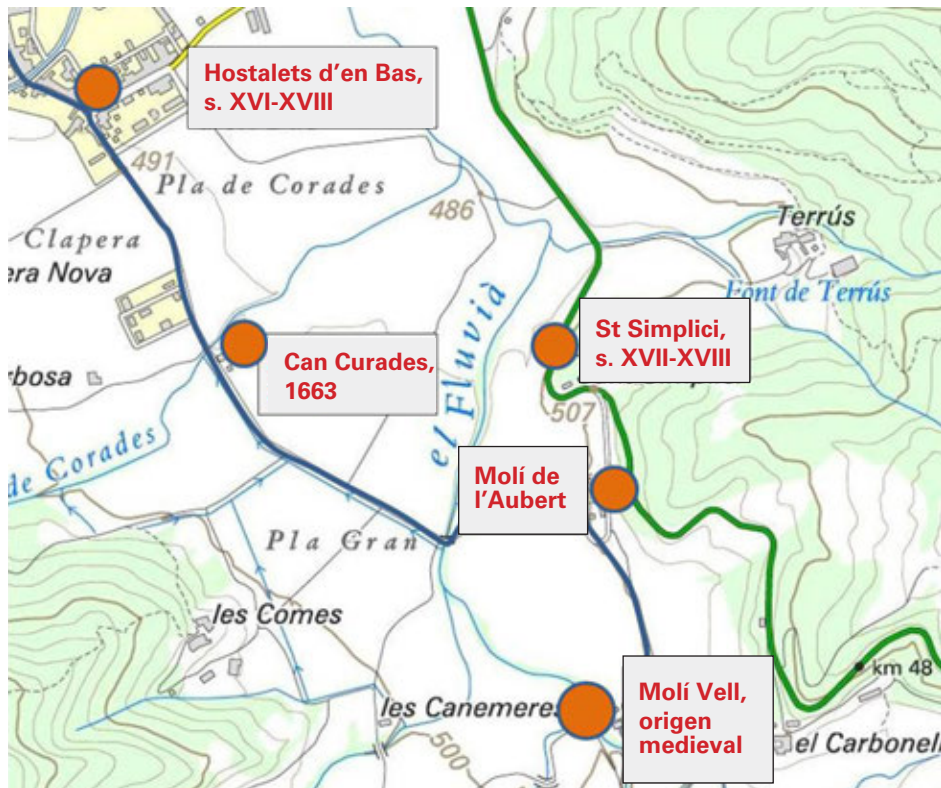 Hostalets d'en Bas,
s. XVI-XVIII
491
Pla de Corades
486
Terrús
Clapera
era Nova
el Fluvià
Font de Terrús
St Simplici,
s. XVII-XVIII
Can Curades,
1663
rbosa
507
de Corades
Molí de
l'Aubert
Pla Gran
les Comes
km 48
Molí Vell,
origen
medieval
les Canemeres
500
el Carbonell